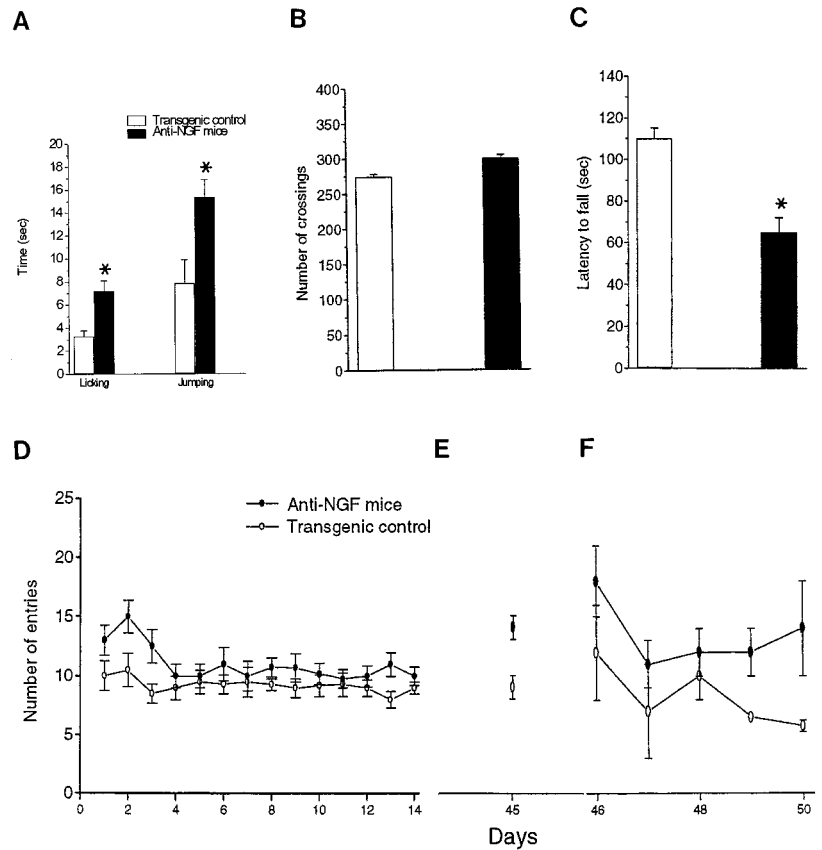 A
B
C
Transgenic control
Anti-NGF mice
20
18
16
14
12
10
8
6
4
2
0
Time (sec)
*
*
Licking
Jumping
400
350
300
250
200
150
100
50
0
Number of crossings
140
120
100
80
60
40
20
0
Latency to fall (sec)
*
D
E
F
Anti-NGF mice
Transgenic control
25
20
15
10
5
0
Number of entries
0 2 4 6 8 10 12 14
45
46 48 50
Days